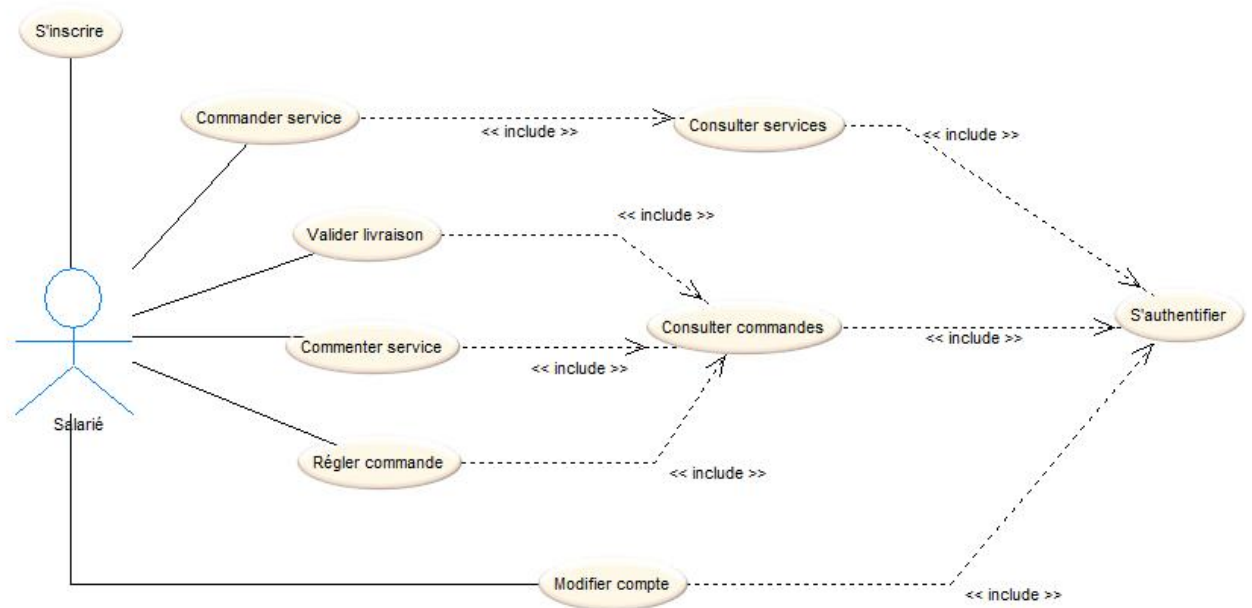 S'inscrire
Commander service
<< include >>
Consulter services
<< include >>
<< include >>
Valider livraison
Consulter commandes
S'authentifier
<< include >>
Commenter service
<< include >>
Salarié
Régler commande
<< include >>
Modifier compte
<< include >>